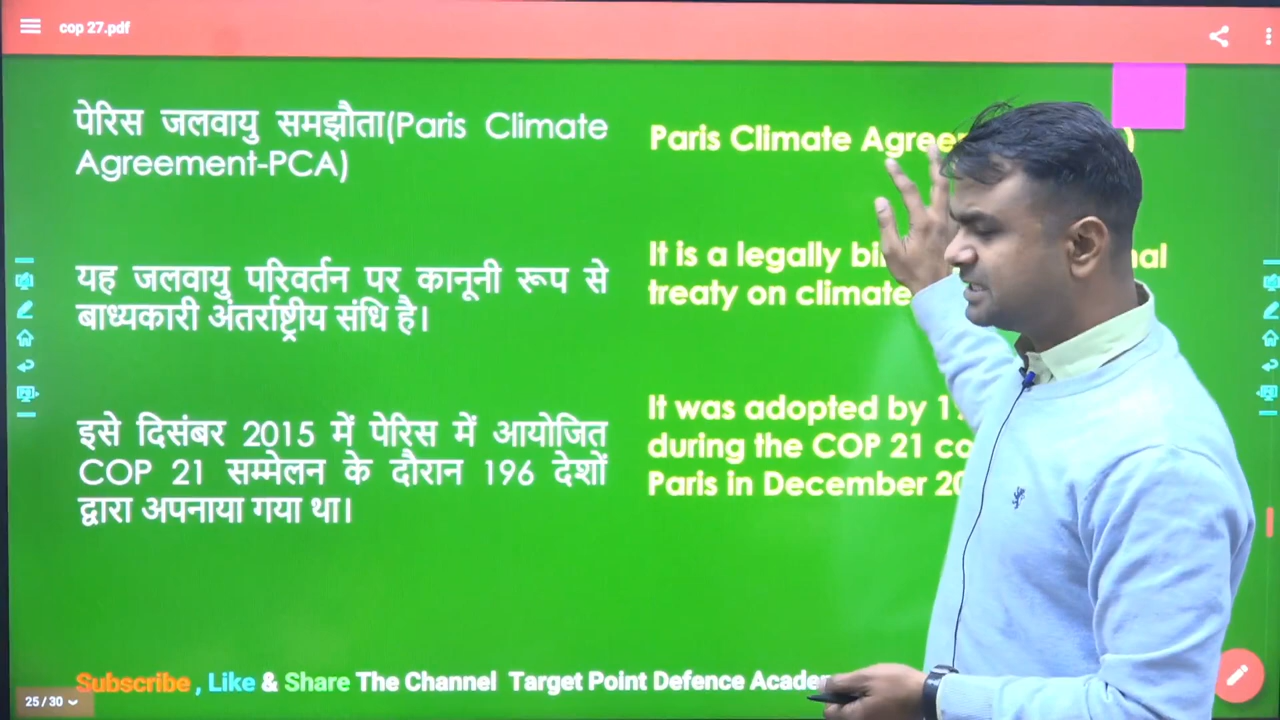 cop 27.pdf
पेरिस जलवायु समझौता(Paris Climate
Agreement-PCA)
यह जलवायु परिवर्तन पर कानूनी रूप से
बाध्यकारी अंतर्राष्ट्रीय संधि है।
इसे दिसंबर 2015 में पेरिस में आयोजित
COP 21 सम्मेलन के दौरान 196 देशों
द्वारा अपनाया गया था।
Paris Climate
It is a legally
treaty on climate
It was adopted by
during the COP 21
Paris in December
Subscribe , Like & Share The Channel Target Point Defence
25 / 30